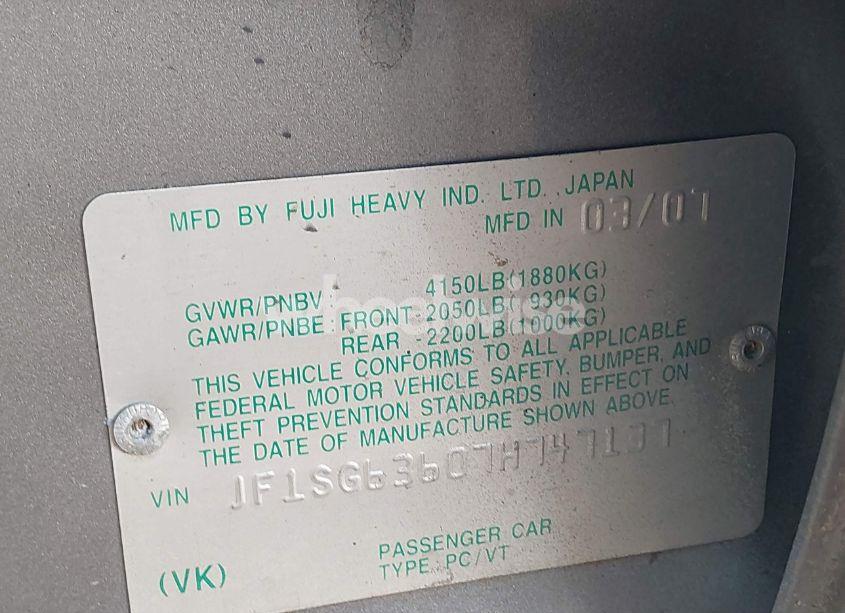 MFD BY FUJI HEAVY IND. LTD. JAPAN
MFD IN 03/07
GVWR/PNBV: 4150LB(1880KG)
GAWR/PNBE: FRONT 2050LB( 930KG)
REAR 2200LB(1000KG)
THIS VEHICLE CONFORMS TO ALL APPLICABLE
FEDERAL MOTOR VEHICLE SAFETY, BUMPER, AND
THEFT PREVENTION STANDARDS IN EFFECT ON
THE DATE OF MANUFACTURE SHOWN ABOVE.
VIN JF1SG63607H747137
PASSENGER CAR
(VK) TYPE: PC/VT